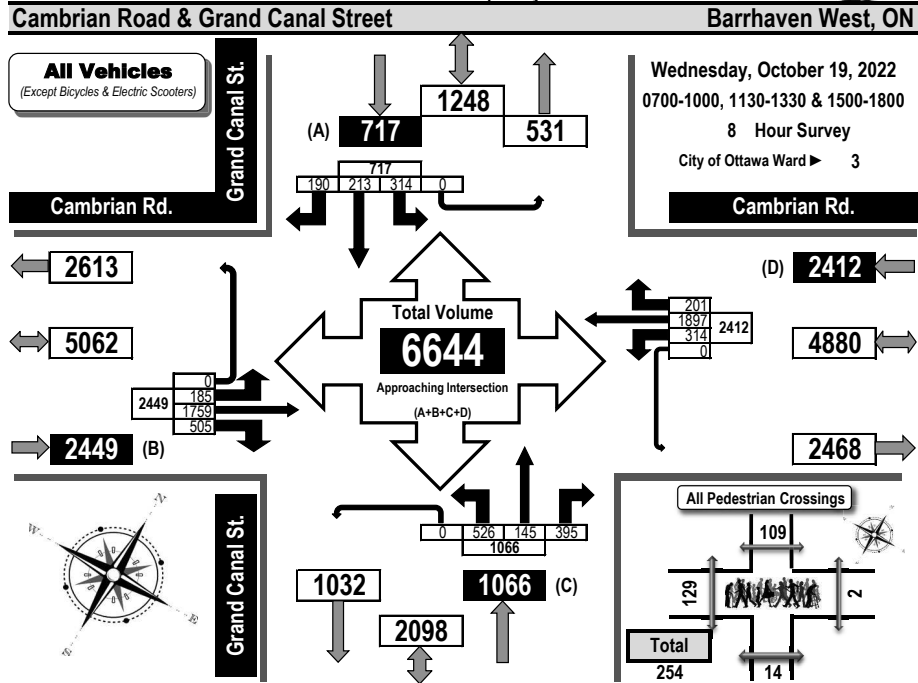 Cambrian Road & Grand Canal Street Barrhaven West, ON
All Vehicles
(Except Bicycles & Electric Scooters)
Grand Canal St.
Cambrian Rd.
Wednesday, October 19, 2022
0700-1000, 1130-1330 & 1500-1800
8 Hour Survey
City of Ottawa Ward ► 3
Cambrian Rd.
1248
(A) 717 531
717
190 213 314 0
2613
5062
2449 (B)
0
185
1759
505
2449
Total Volume
6644
Approaching Intersection
(A+B+C+D)
(D) 2412
201
1897
314
0
2412
4880
2468
0 526 145 395
1066
1032 1066 (C)
2098
Grand Canal St.
N
W
E
S
All Pedestrian Crossings
109
129
2
14
Total
254